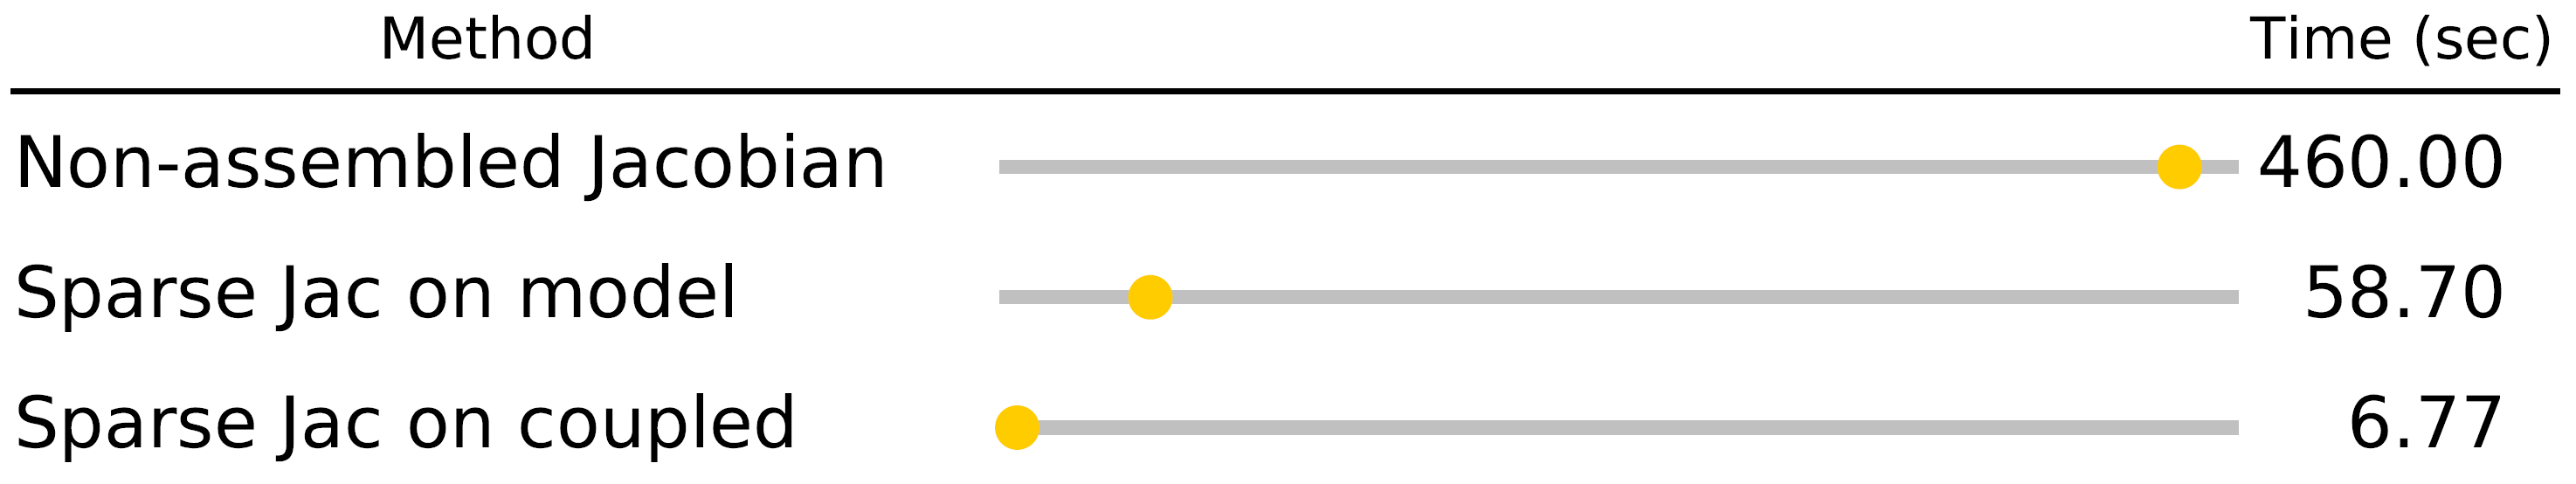 Method Time (sec)
Non-assembled Jacobian 460.00
Sparse Jac on model 58.70
Sparse Jac on coupled 6.77